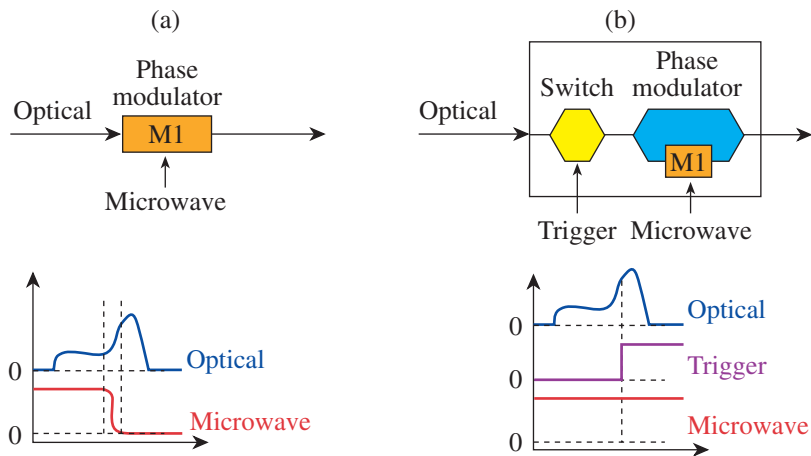 (a)
Phase
modulator
Optical
M1
Microwave
0
Optical
0
Microwave
(b)
Phase
Switch
modulator
Optical
M1
Trigger
Microwave
0
Optical
0
Trigger
0
Microwave